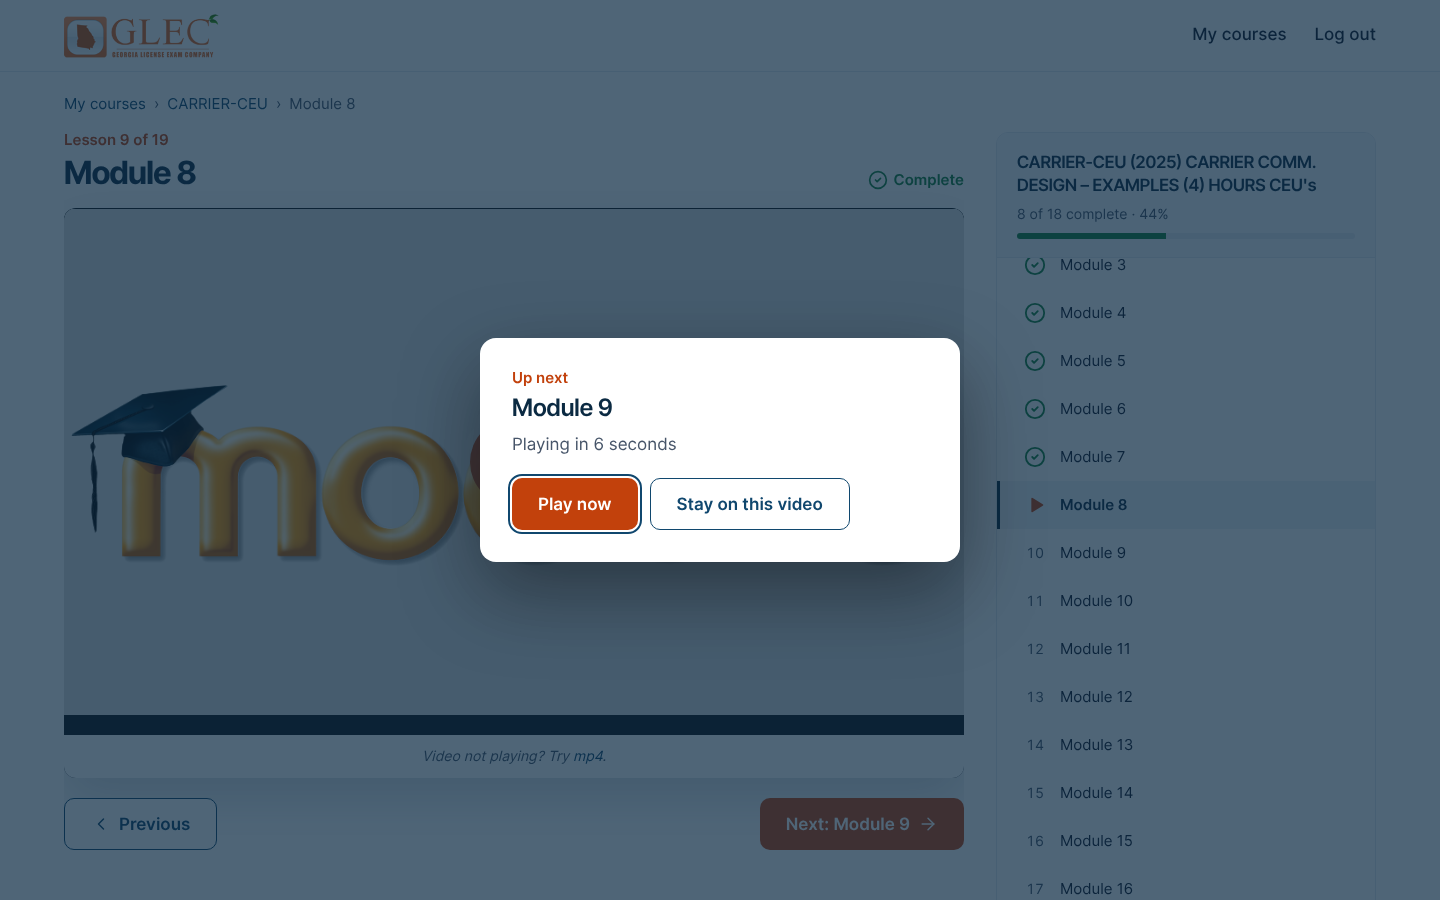 GLEC
GEORGIA LICENSE EXAM COMPANY
My courses
Log out
My courses › CARRIER-CEU › Module 8
Lesson 9 of 19
Module 8
Complete
mo
Up next
Module 9
Playing in 6 seconds
Play now
Stay on this video
Video not playing? Try mp4.
Previous
Next: Module 9
CARRIER-CEU (2025) CARRIER COMM.
DESIGN – EXAMPLES (4) HOURS CEU's
8 of 18 complete · 44%
Module 3
Module 4
Module 5
Module 6
Module 7
Module 8
10 Module 9
11 Module 10
12 Module 11
13 Module 12
14 Module 13
15 Module 14
16 Module 15
17 Module 16